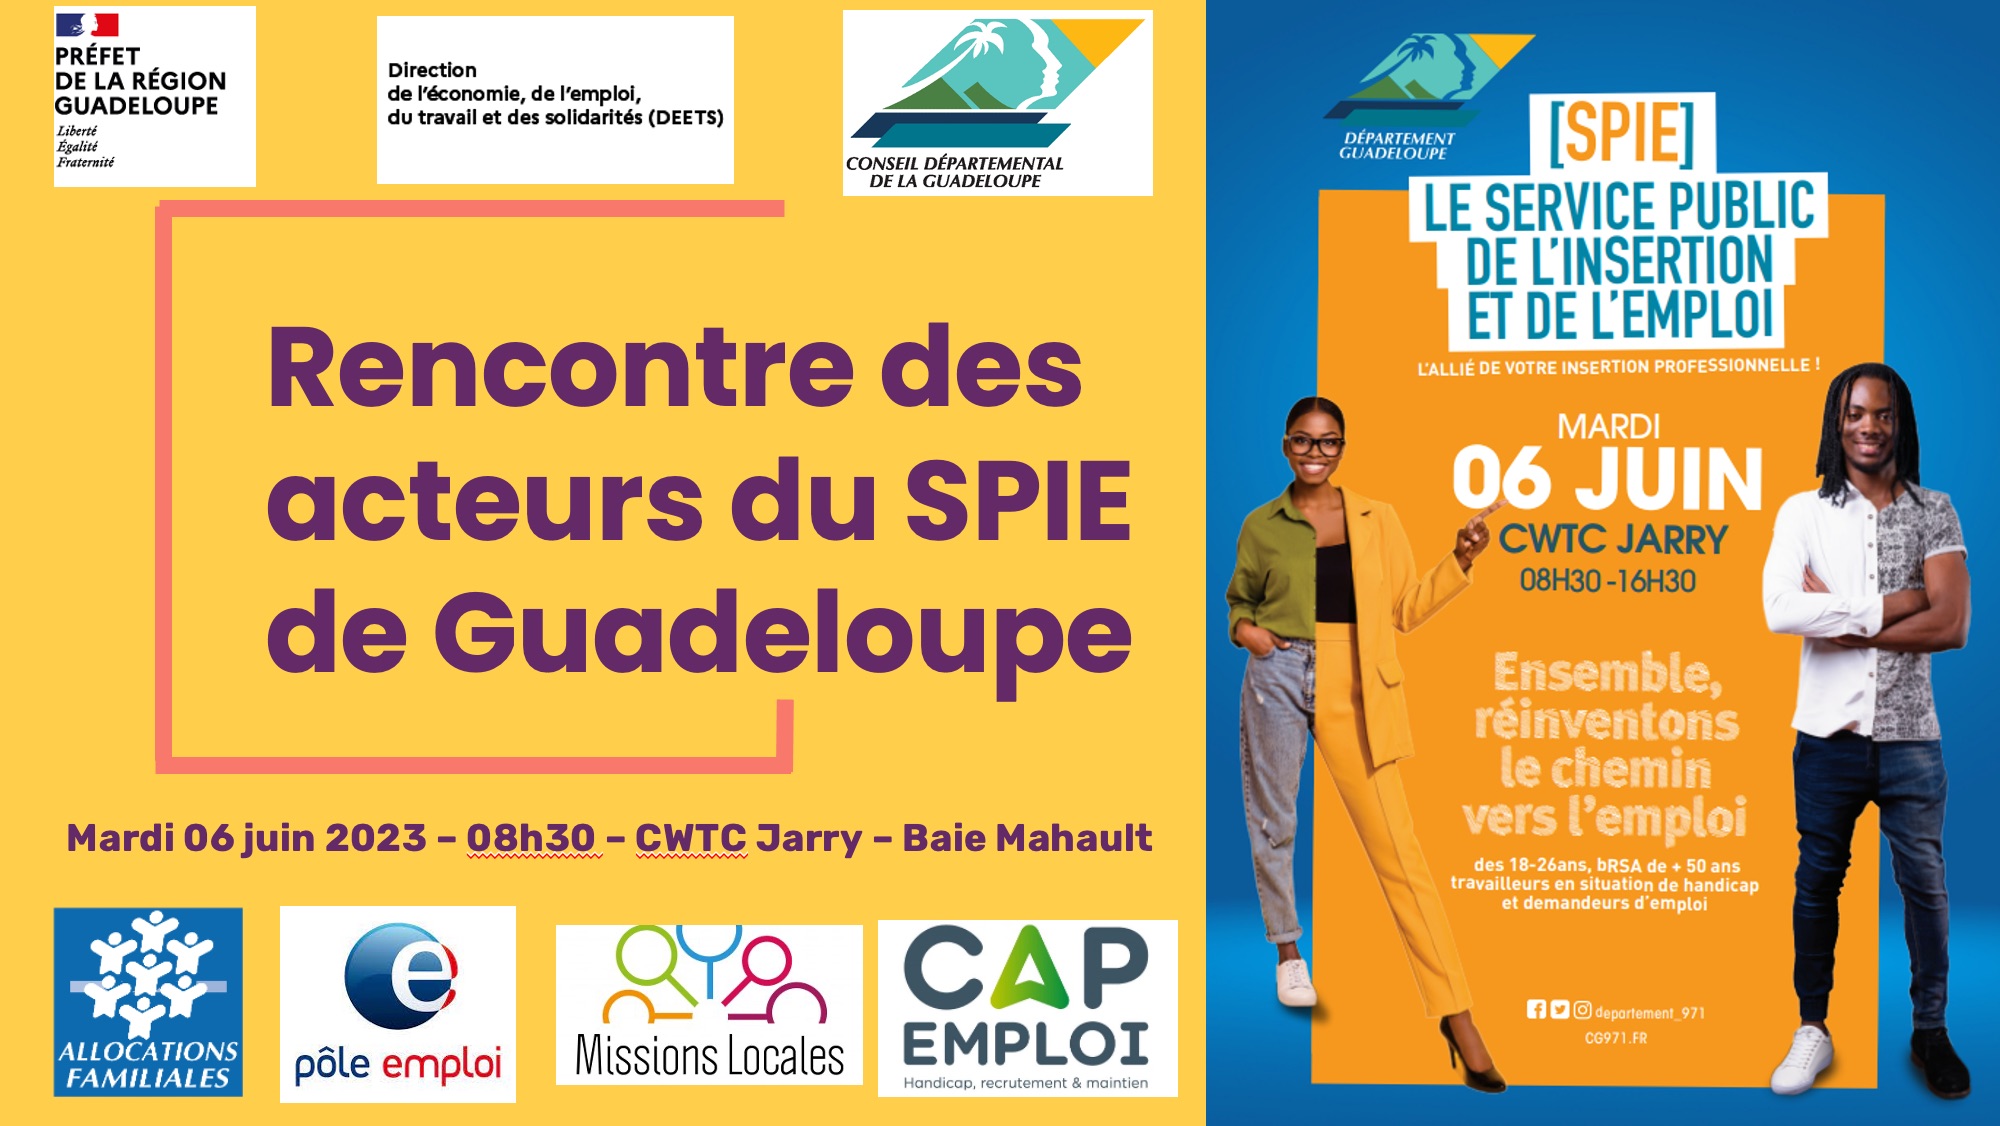 PRÉFET
DE LA RÉGION
GUADELOUPE
Liberté
Égalité
Fraternité
Direction
de l'économie, de l'emploi,
du travail et des solidarités (DEETS)
CONSEIL DÉPARTEMENTAL
DE LA GUADELOUPE
Rencontre des
acteurs du SPIE
de Guadeloupe
Mardi 06 juin 2023 – 08h30 – CWTC Jarry – Baie Mahault
ALLOCATIONS
FAMILIALES
e
pôle emploi
Missions Locales
CAP
EMPLOI
Handicap, recrutement & maintien
DÉPARTEMENT
GUADELOUPE
[SPIE]
LE SERVICE PUBLIC
DE L'INSERTION
ET DE L'EMPLOI
L'ALLIÉ DE VOTRE INSERTION PROFESSIONNELLE !
MARDI
06 JUIN
CWTC JARRY
08H30 -16H30
Ensemble,
réinventons
le chemin
vers l'emploi
des 18-26ans, bRSA de + 50 ans
travailleurs en situation de handicap
et demandeurs d'emploi
departement_971
CG971.FR